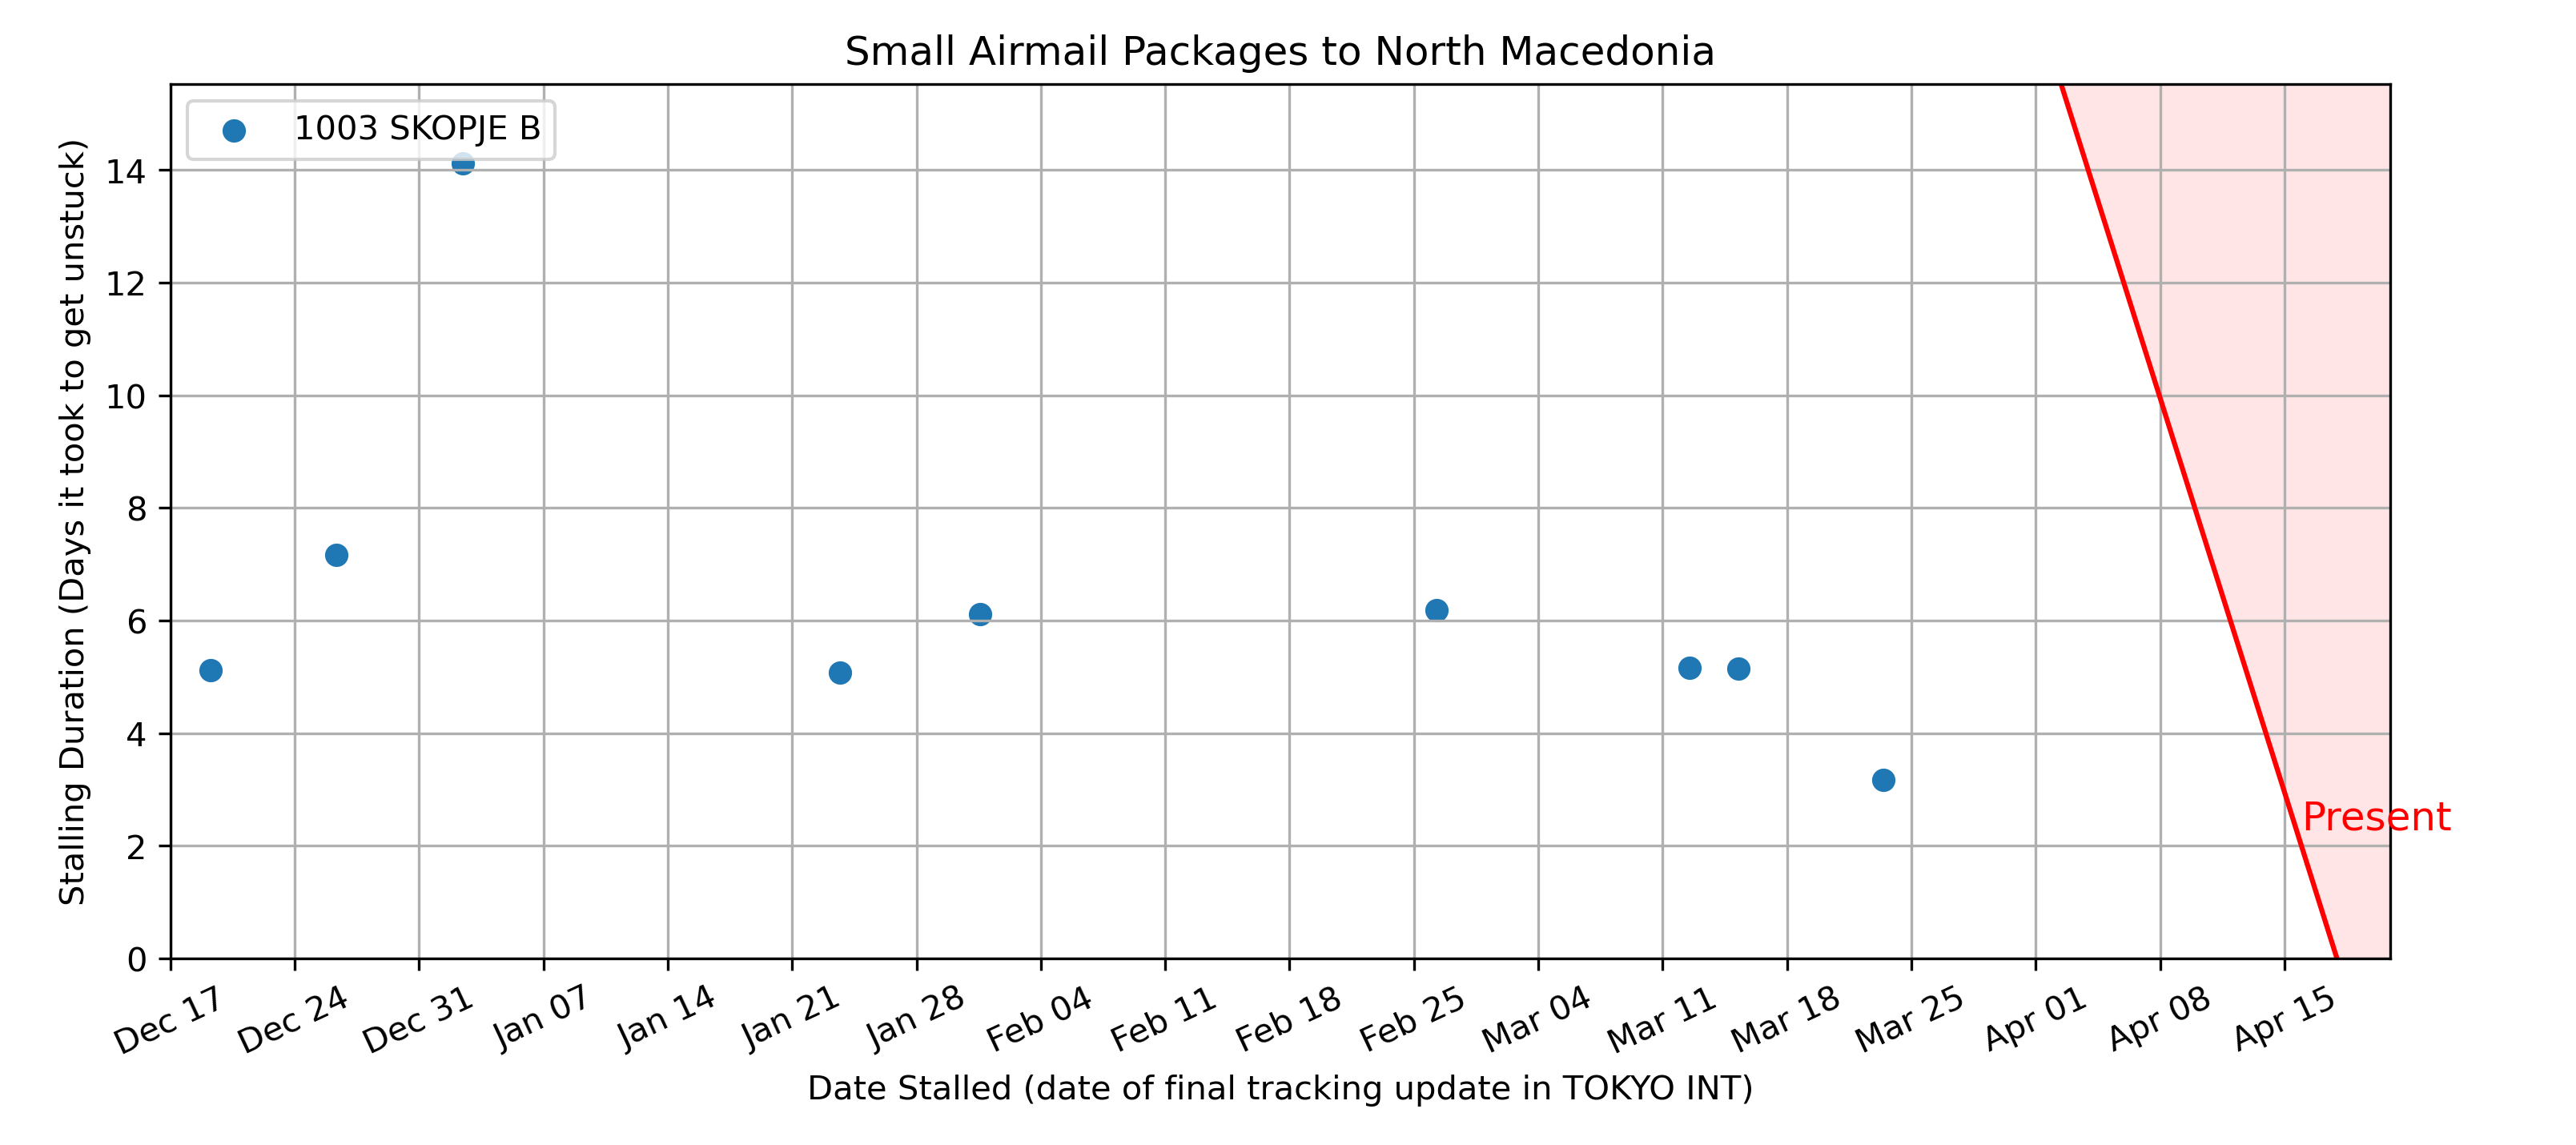 Small Airmail Packages to North Macedonia
1003 SKOPJE B
Stalling Duration (Days it took to get unstuck)
14
12
10
8
6
4
2
0
Present
Dec 17
Dec 24
Dec 31
Jan 07
Jan 14
Jan 21
Jan 28
Feb 04
Feb 11
Feb 18
Feb 25
Mar 04
Mar 11
Mar 18
Mar 25
Apr 01
Apr 08
Apr 15
Date Stalled (date of final tracking update in TOKYO INT)